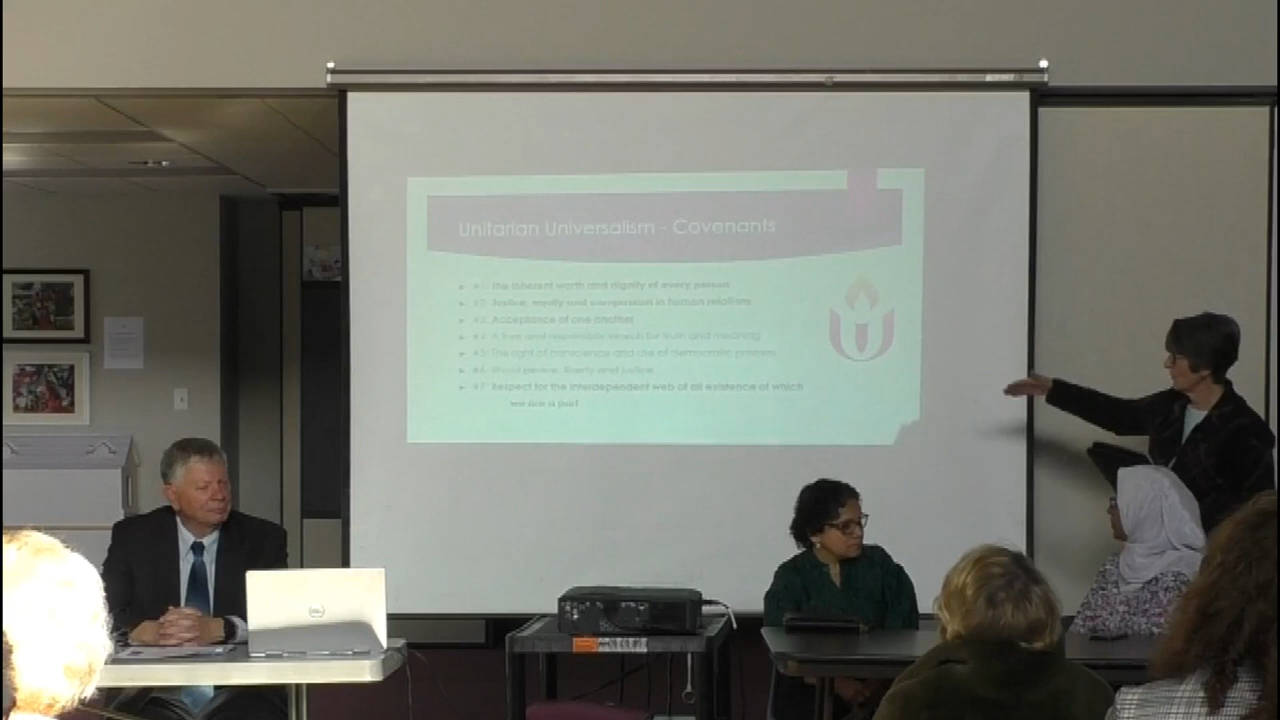 Unitarian Universalism - Covenants
#1: The inherent worth and dignity of every person
#2: Justice, equity and compassion in human relations
#3: Acceptance of one another
#4: A free and responsible search for truth and meaning
#5: The right of conscience and use of democratic process
#6: World peace, liberty and justice
#7: Respect for the interdependent web of all existence of which
we are a part
DELL